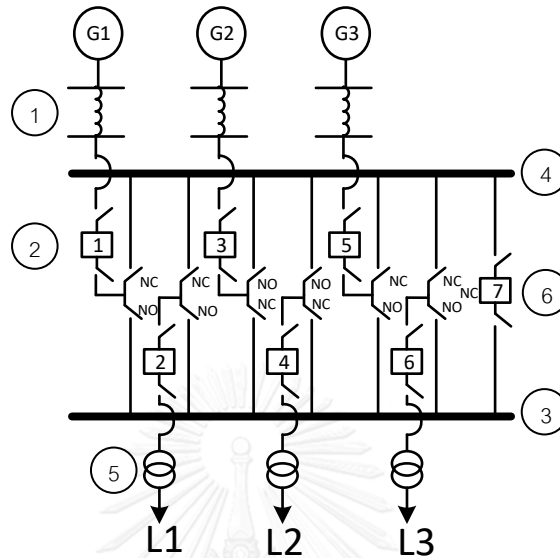 G1 G2 G3
1
4
2
1 3 5
NC NO NC NC 7 6
NO NC NO NO
NC NO
NO NC
2 4 6
3
5
L1 L2 L3